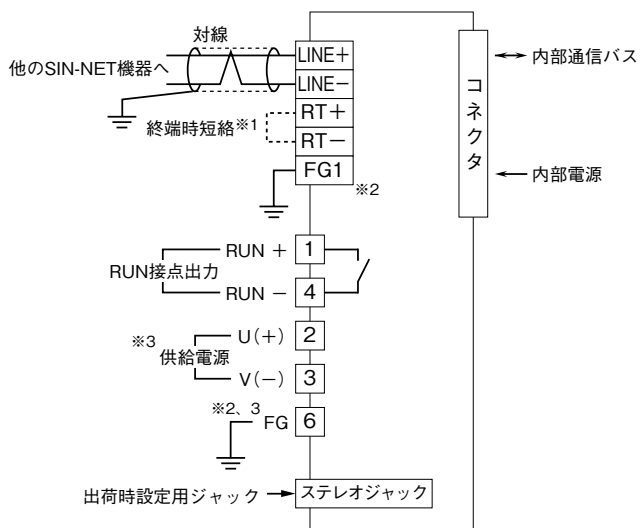 対線
他のSIN-NET機器へ
LINE+
LINE−
終端時短絡※1
RT+
RT−
FG1
※2
コネクタ
内部通信バス
内部電源
RUN接点出力
RUN +
1
RUN −
4
※3
供給電源
U(+)
2
V(−)
3
※2、3
FG
6
出荷時設定用ジャック
ステレオジャック